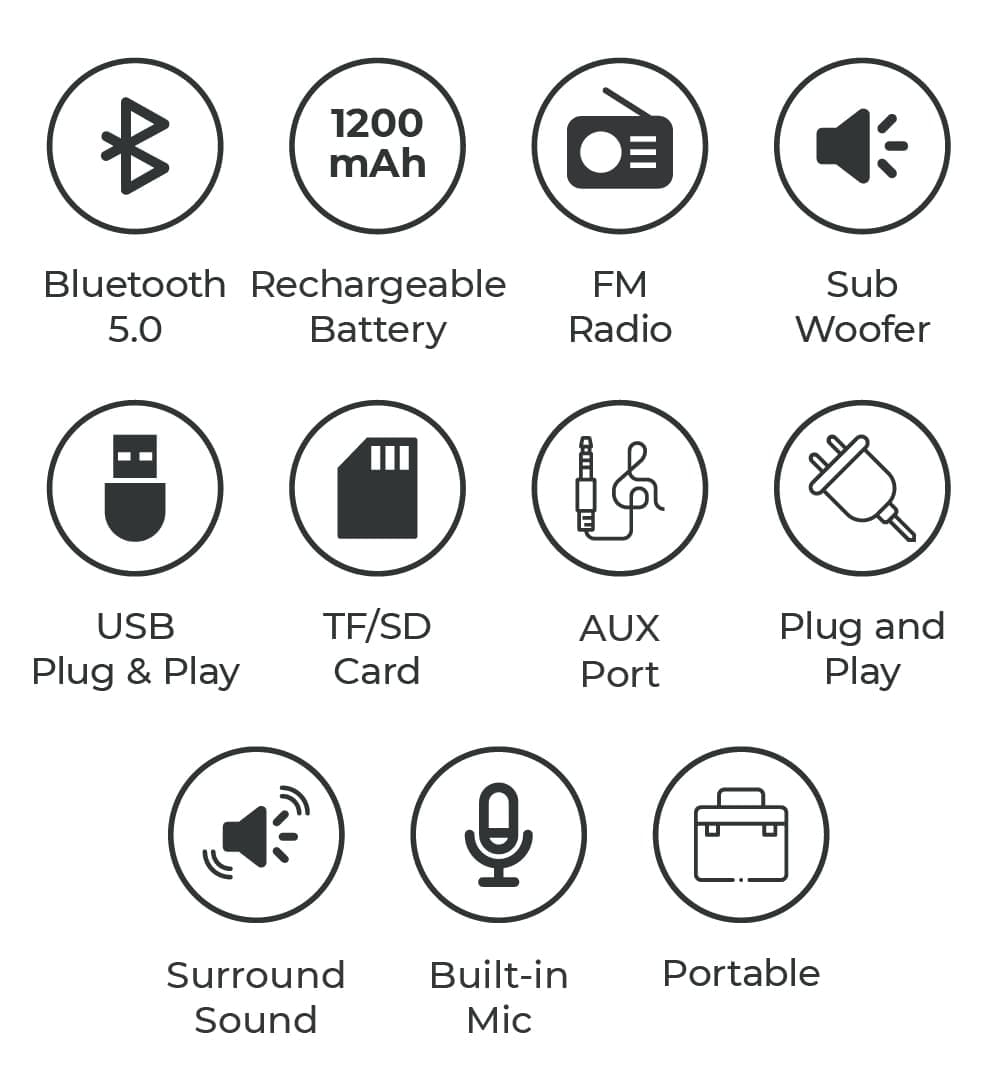 1200
mAh
Bluetooth
5.0
Rechargeable
Battery
FM
Radio
Sub
Woofer
USB
Plug & Play
TF/SD
Card
AUX
Port
Plug and
Play
Surround
Sound
Built-in
Mic
Portable